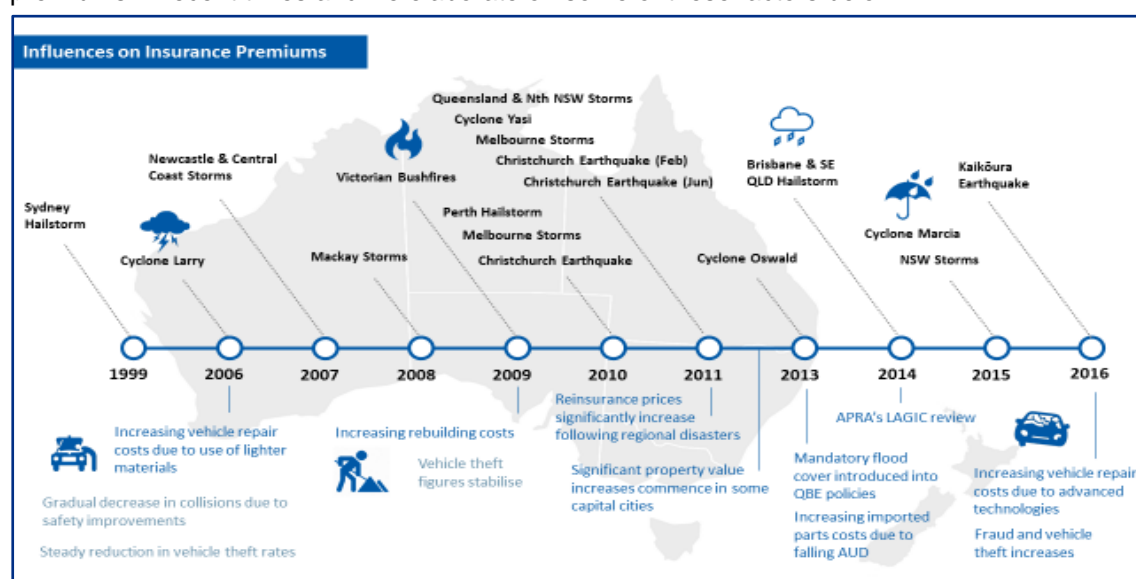 Influences on Insurance Premiums
Queensland & Nth NSW Storms
Cyclone Yasi
Melbourne Storms
Christchurch Earthquake (Feb)
Christchurch Earthquake (Jun)
Newcastle & Central
Coast Storms
Victorian Bushfires
Brisbane & SE
QLD Hailstorm
Kaikōura
Earthquake
Sydney
Hailstorm
Perth Hailstorm
Melbourne Storms
Christchurch Earthquake
Cyclone Larry
Mackay Storms
Cyclone Oswald
Cyclone Marcia
NSW Storms
1999
2006
2007
2008
2009
2010
2011
2013
2014
2015
2016
Increasing vehicle repair
costs due to use of lighter
materials
Gradual decrease in collisions due to
safety improvements
Steady reduction in vehicle theft rates
Increasing rebuilding costs
Vehicle theft
figures stabilise
Reinsurance prices
significantly increase
following regional disasters
Significant property value
increases commence in some
capital cities
Mandatory flood
cover introduced into
QBE policies
Increasing imported
parts costs due to
falling AUD
APRA's LAGIC review
Increasing vehicle repair
costs due to advanced
technologies
Fraud and vehicle
theft increases